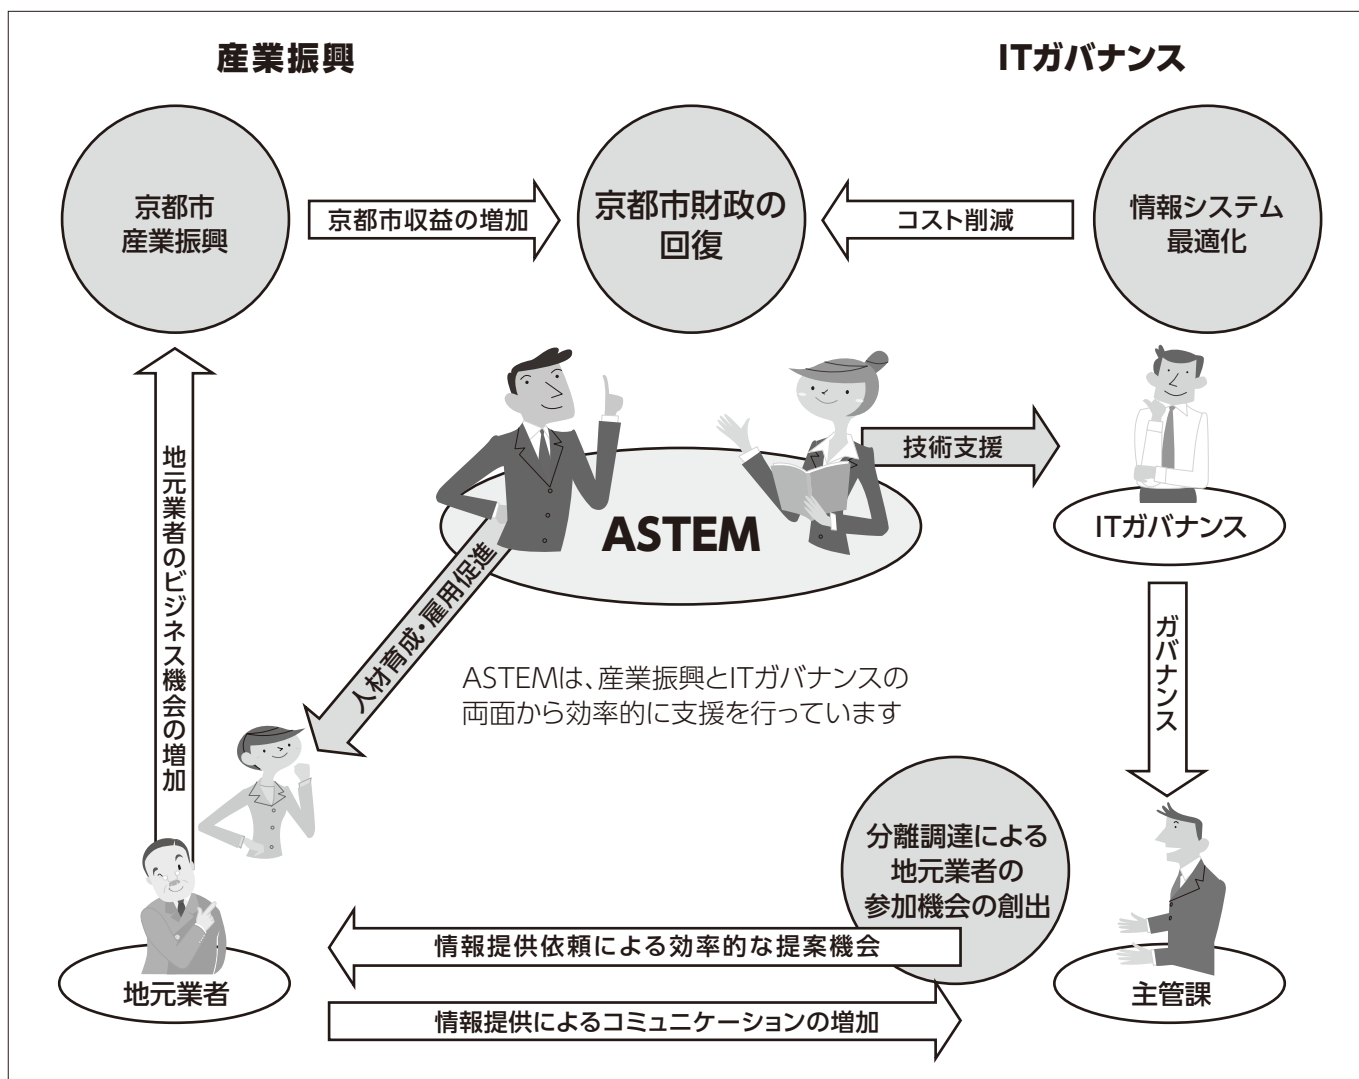 産業振興
ITガバナンス
京都市
産業振興
京都市収益の増加
京都市財政の
回復
コスト削減
情報システム
最適化
技術支援
ITガバナンス
ASTEM
地元業者のビジネス機会の増加
人材育成・雇用促進
ガバナンス
ASTEMは、産業振興とITガバナンスの
両面から効率的に支援を行っています
分離調達による
地元業者の
参加機会の創出
情報提供依頼による効率的な提案機会
地元業者
主管課
情報提供によるコミュニケーションの増加